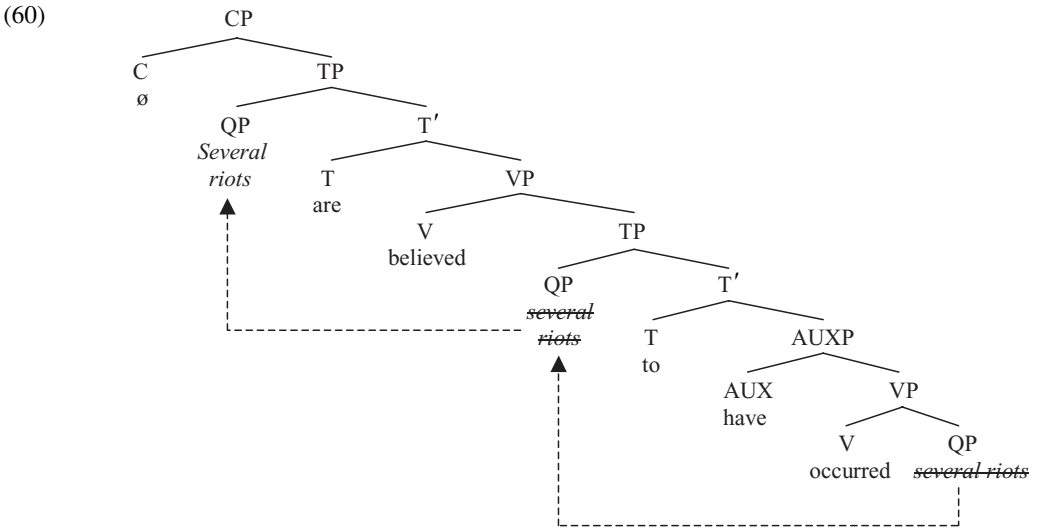 (60)
CP
C
TP
ø
QP
T′
Several
riots
T
VP
are
V
TP
believed
QP
T′
several
riots
T
AUXP
to
AUX
VP
have
V
QP
occurred
several riots